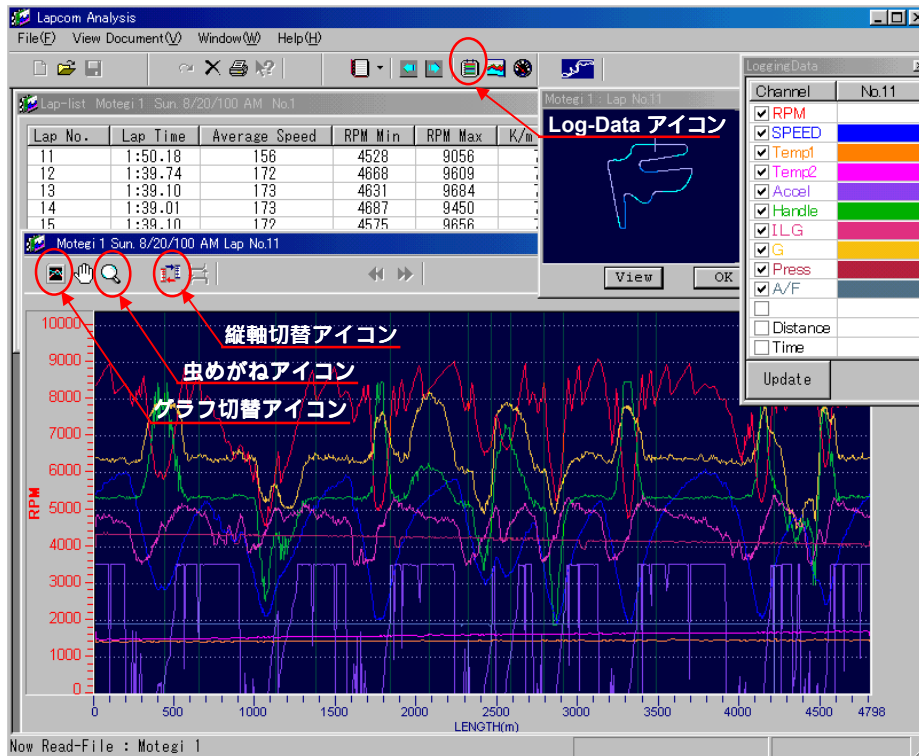 Lapcom Analysis
File(F) View Document(V) Window(W) Help(H)
Lap-list Motegi 1 Sun. 8/20/100 AM No.1
Lap No. Lap Time Average Speed RPM Min RPM Max K/m
11 1:50.18 156 4528 9056
12 1:39.74 172 4668 9609
13 1:39.10 173 4631 9684
14 1:39.01 173 4687 9450
15 1:39.10 172 4575 9656
Motegi 1 : Lap No.11
Log-Data アイコン
View OK
LoggingData
Channel No.11
RPM
SPEED
Temp1
Temp2
Accel
Handle
I.L.G
G
Press
A/F
Distance
Time
Update
Motegi 1 Sun. 8/20/100 AM Lap No.11
縦軸切替アイコン
虫めがねアイコン
グラフ切替アイコン
10000
9000
8000
7000
6000
5000
4000
3000
2000
1000
0
RPM
0 500 1000 1500 2000 2500 3000 3500 4000 4500 4798
LENGTH(m)
Now Read-File : Motegi 1